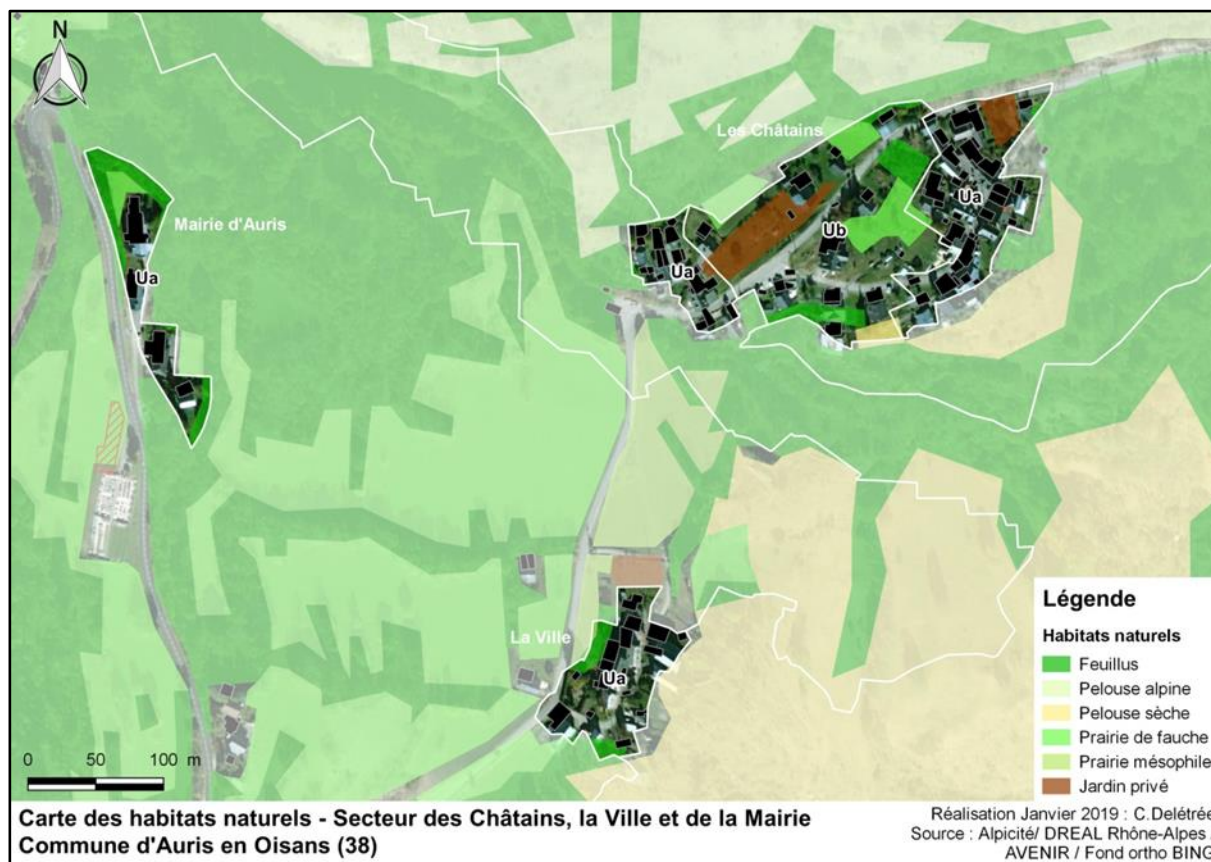 N
Les Châtains
Mairie d'Auris
Ua
Ub
Ua
Ua
La Ville
Ua
Légende
Habitats naturels
Feuillus
Pelouse alpine
Pelouse sèche
Prairie de fauche
Prairie mésophile
Jardin privé
0 50 100 m
Carte des habitats naturels - Secteur des Châtains, la Ville et de la Mairie
Commune d'Auris en Oisans (38)
Réalisation Janvier 2019 : C.Delétrée
Source : Alpicité/ DREAL Rhône-Alpes /
AVENIR / Fond ortho BING